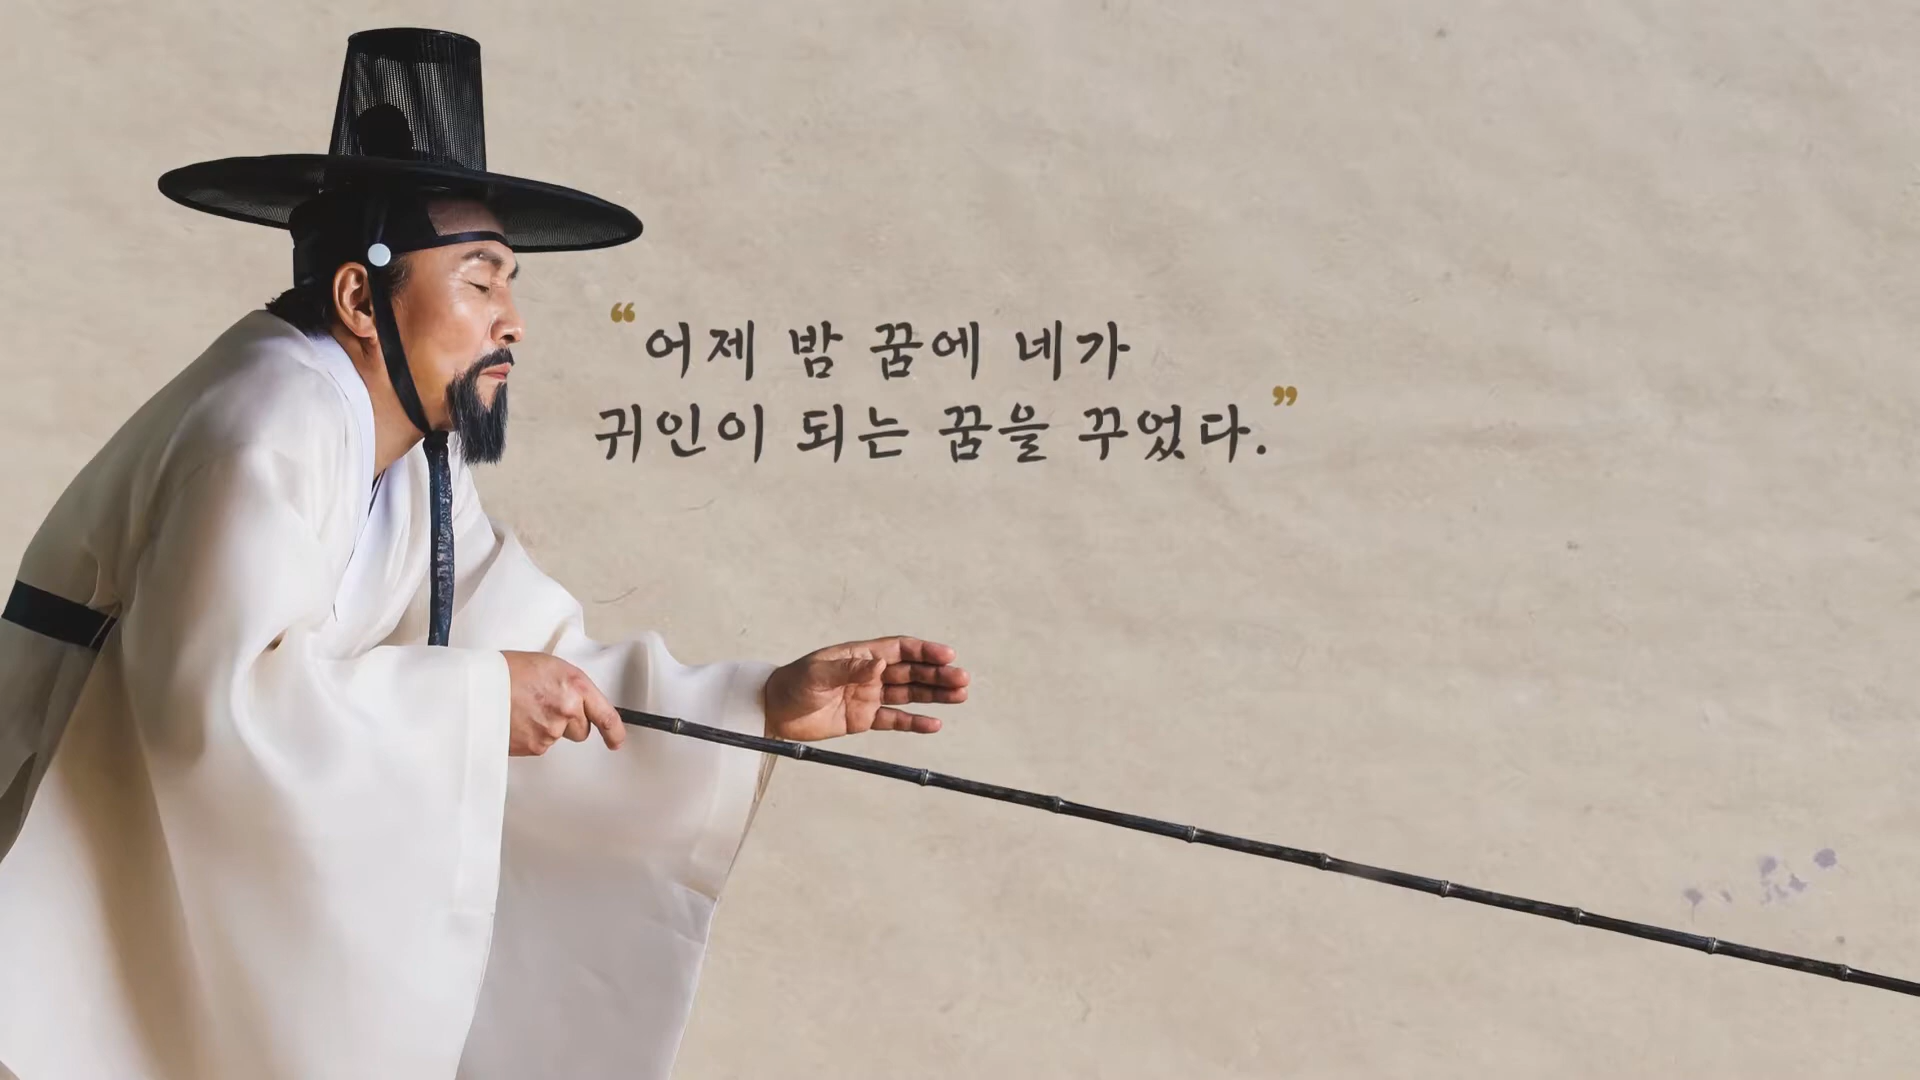 “어제 밤 꿈에 네가
귀인이 되는 꿈을 꾸었다.”